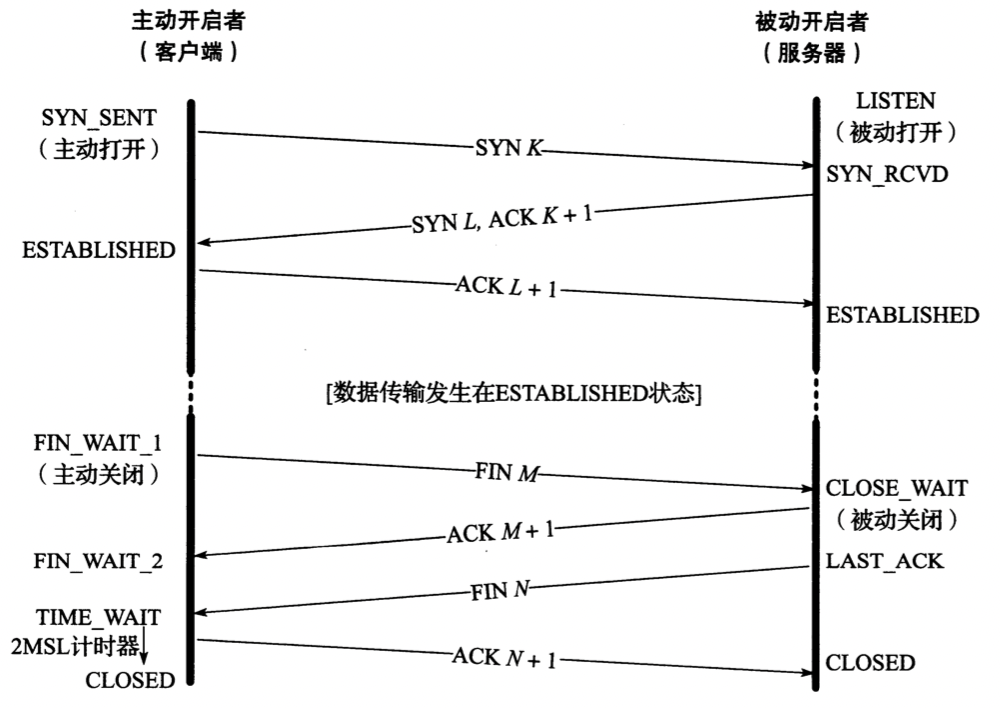 主动开启者
（客户端）
被动开启者
（服务器）
SYN_SENT
（主动打开）
LISTEN
（被动打开）
SYN K
SYN_RCVD
SYN L, ACK K + 1
ESTABLISHED
ACK L + 1
ESTABLISHED
[数据传输发生在ESTABLISHED状态]
FIN_WAIT_1
（主动关闭）
FIN M
CLOSE_WAIT
（被动关闭）
ACK M + 1
FIN_WAIT_2
LAST_ACK
FIN N
TIME_WAIT
2MSL计时器
ACK N + 1
CLOSED
CLOSED